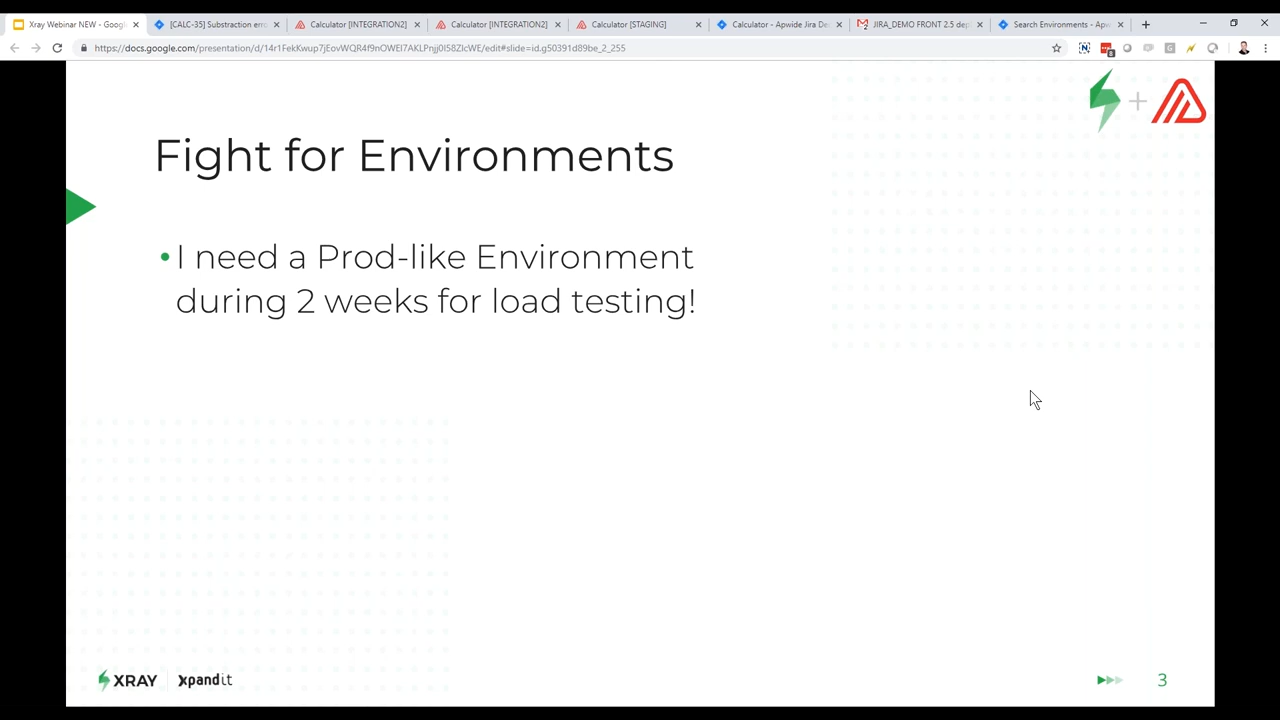 Xray Webinar NEW - Googl
[CALC-35] Substraction erro
Calculator [INTEGRATION2]
Calculator [INTEGRATION2]
Calculator [STAGING]
Calculator - Apwide Jira De
JIRA_DEMO FRONT 2.5 dep
Search Environments - Apw
Fight for Environments
• I need a Prod-like Environment
during 2 weeks for load testing!
XRAY
xpandit
3